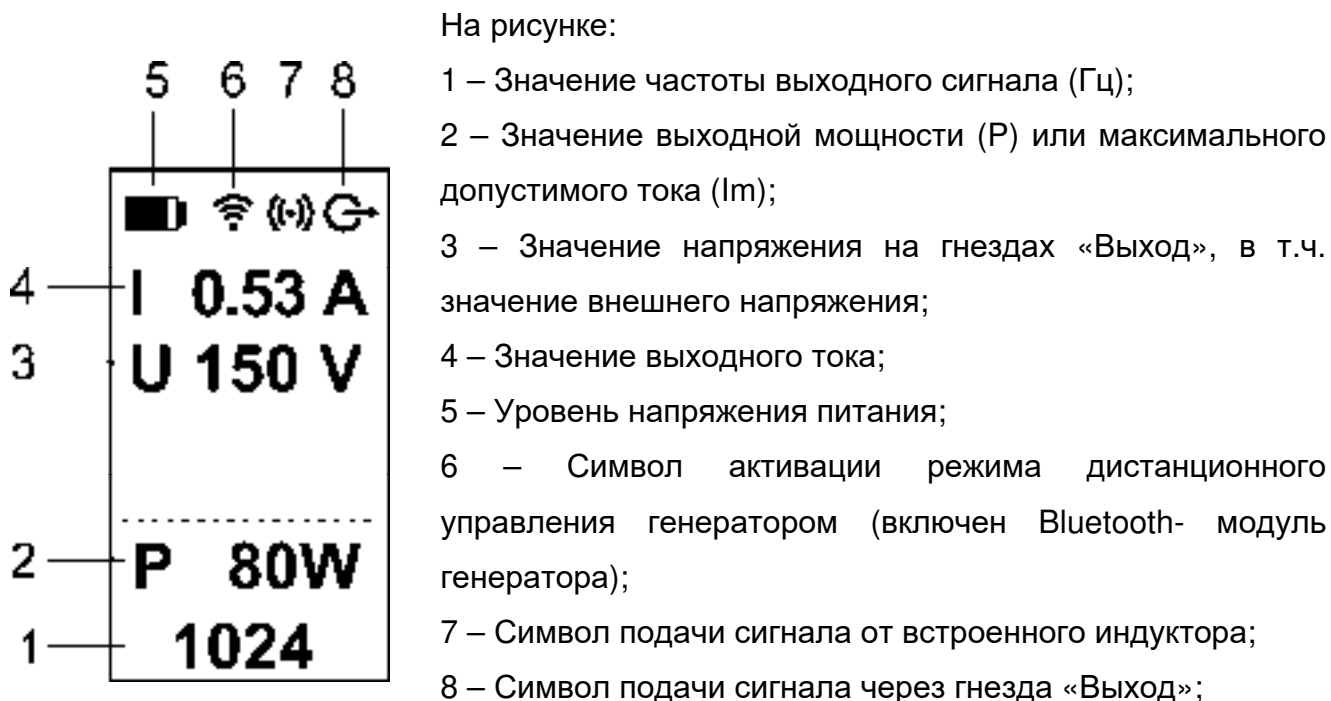 На рисунке:
5 6 7 8
1 – Значение частоты выходного сигнала (Гц);
2 – Значение выходной мощности (P) или максимального
допустимого тока (Im);
3 – Значение напряжения на гнездах «Выход», в т.ч.
значение внешнего напряжения;
4 – Значение выходного тока;
5 – Уровень напряжения питания;
6 – Символ активации режима дистанционного
управления генератором (включен Bluetooth- модуль
генератора);
7 – Символ подачи сигнала от встроенного индуктора;
8 – Символ подачи сигнала через гнезда «Выход»;
4 I 0.53 A
3 U 150 V
2 P 80W
1 1024